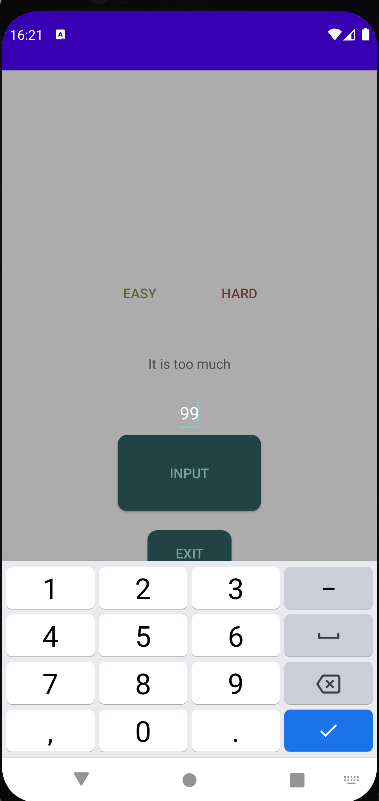 16:21 A
EASY HARD
It is too much
99
INPUT
EXIT
1 2 3 –
4 5 6
7 8 9
, 0 .